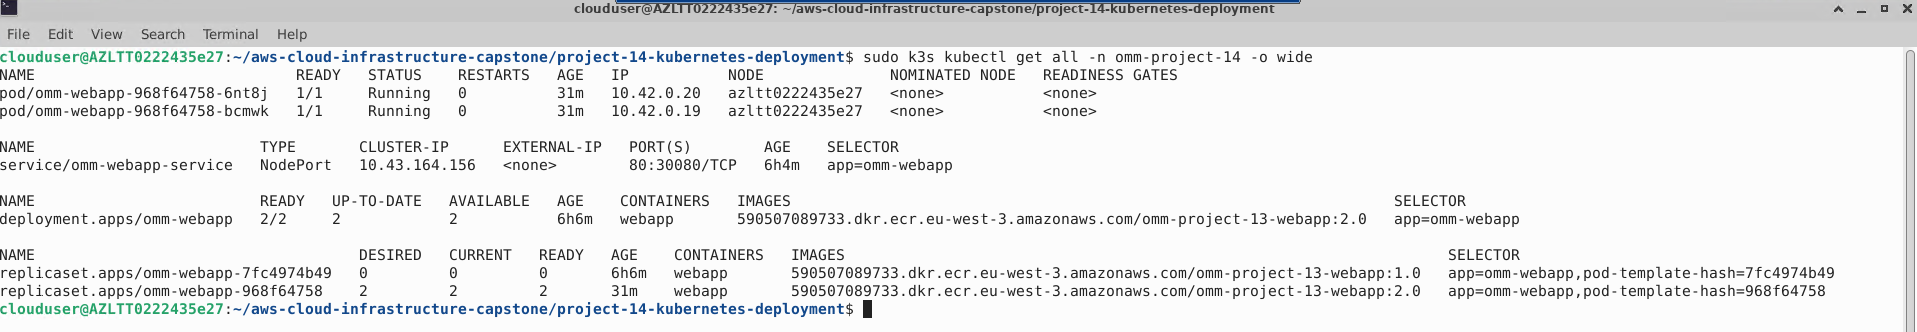 clouduser@AZLTT0222435e27: ~/aws-cloud-infrastructure-capstone/project-14-kubernetes-deployment
File Edit View Search Terminal Help
clouduser@AZLTT0222435e27:~/aws-cloud-infrastructure-capstone/project-14-kubernetes-deployment$ sudo k3s kubectl get all -n omm-project-14 -o wide
NAME READY STATUS RESTARTS AGE IP NODE NOMINATED NODE READINESS GATES
pod/omm-webapp-968f64758-6nt8j 1/1 Running 0 31m 10.42.0.20 azltt0222435e27 <none> <none>
pod/omm-webapp-968f64758-bcmwk 1/1 Running 0 31m 10.42.0.19 azltt0222435e27 <none> <none>
NAME TYPE CLUSTER-IP EXTERNAL-IP PORT(S) AGE SELECTOR
service/omm-webapp-service NodePort 10.43.164.156 <none> 80:30080/TCP 6h4m app=omm-webapp
NAME READY UP-TO-DATE AVAILABLE AGE CONTAINERS IMAGES SELECTOR
deployment.apps/omm-webapp 2/2 2 2 6h6m webapp 590507089733.dkr.ecr.eu-west-3.amazonaws.com/omm-project-13-webapp:2.0 app=omm-webapp
NAME DESIRED CURRENT READY AGE CONTAINERS IMAGES SELECTOR
replicaset.apps/omm-webapp-7fc4974b49 0 0 0 6h6m webapp 590507089733.dkr.ecr.eu-west-3.amazonaws.com/omm-project-13-webapp:1.0 app=omm-webapp,pod-template-hash=7fc4974b49
replicaset.apps/omm-webapp-968f64758 2 2 2 31m webapp 590507089733.dkr.ecr.eu-west-3.amazonaws.com/omm-project-13-webapp:2.0 app=omm-webapp,pod-template-hash=968f64758
clouduser@AZLTT0222435e27:~/aws-cloud-infrastructure-capstone/project-14-kubernetes-deployment$